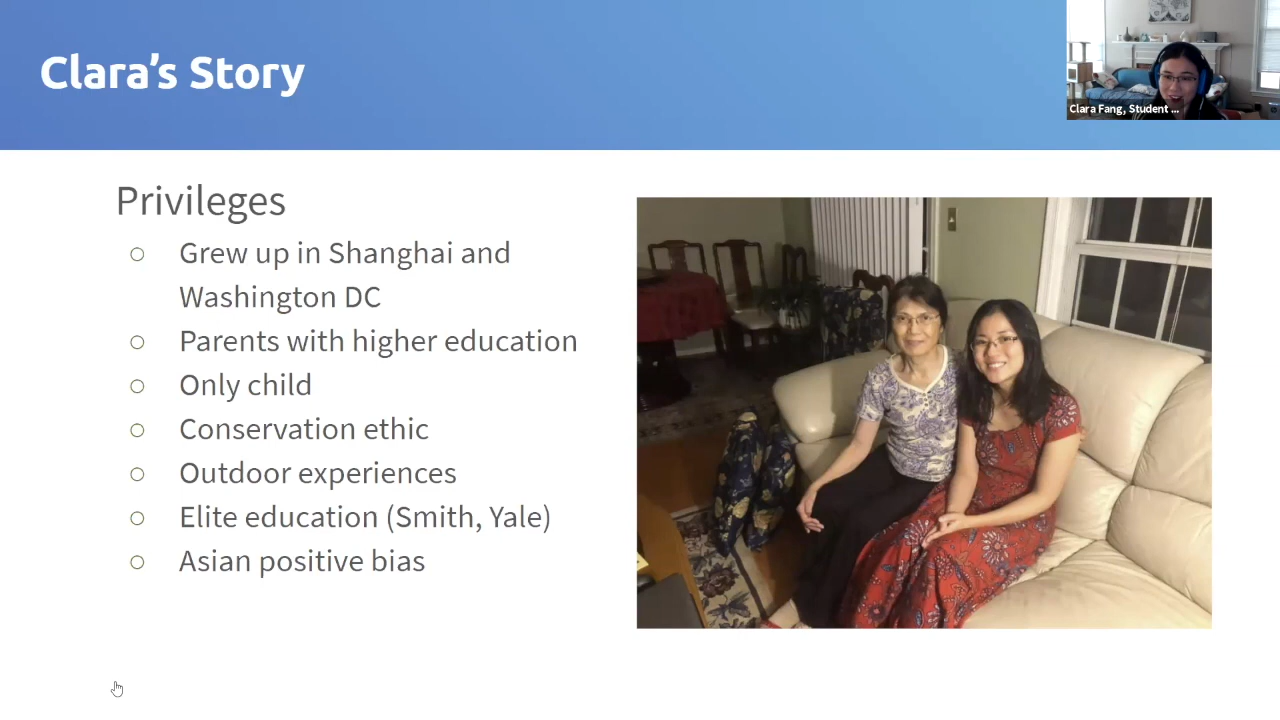 Clara's Story
Clara Fang, Student ...
Privileges
○ Grew up in Shanghai and
Washington DC
○ Parents with higher education
○ Only child
○ Conservation ethic
○ Outdoor experiences
○ Elite education (Smith, Yale)
○ Asian positive bias